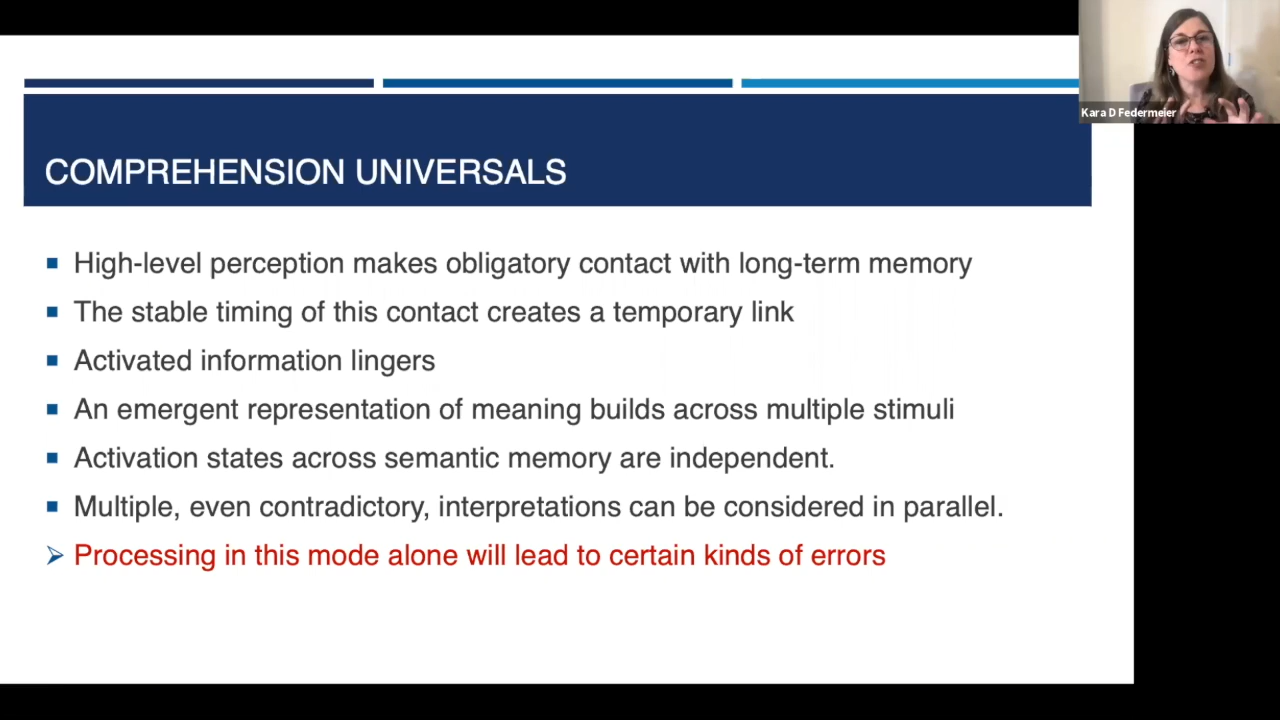 Kara D Federmeier
COMPREHENSION UNIVERSALS
High-level perception makes obligatory contact with long-term memory
The stable timing of this contact creates a temporary link
Activated information lingers
An emergent representation of meaning builds across multiple stimuli
Activation states across semantic memory are independent.
Multiple, even contradictory, interpretations can be considered in parallel.
Processing in this mode alone will lead to certain kinds of errors